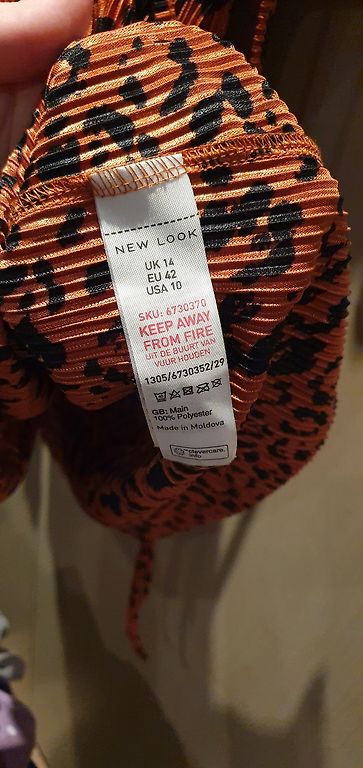 NEW LOOK
UK 14
EU 42
USA 10
SKU: 6730370
KEEP AWAY
FROM FIRE
UIT DE BUURT VAN
VUUR HOUDEN
1305/6730352/29
GB: Main
100% Polyester
Made in Moldova
clevercare.
info